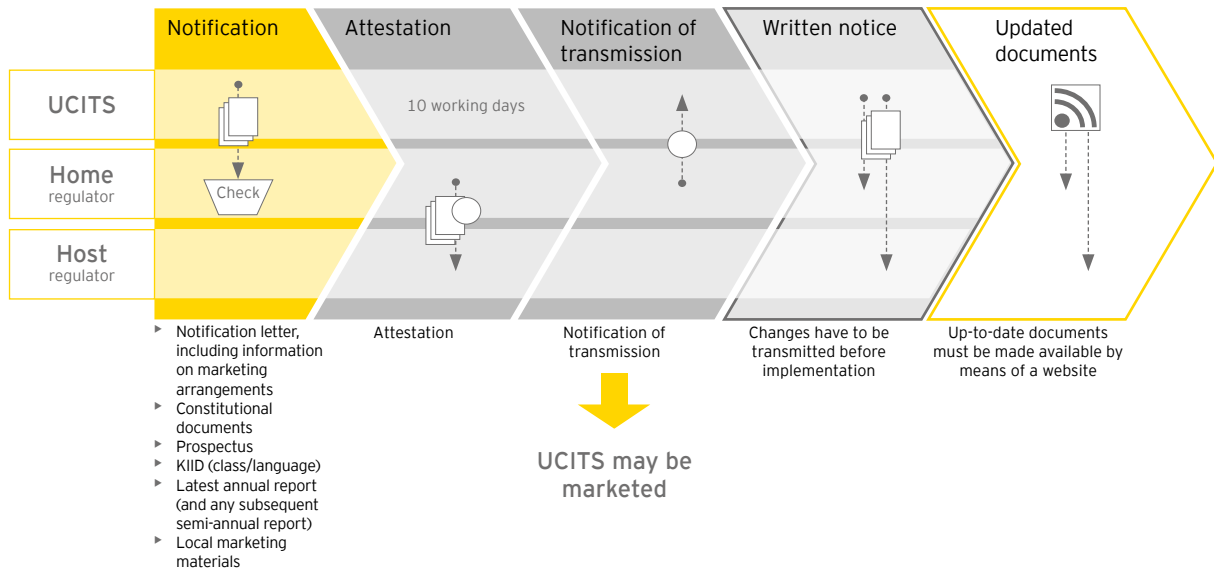 Notification
Attestation
Notification of
transmission
Written notice
Updated
documents
UCITS
10 working days
Home
regulator
Check
Host
regulator
Notification letter,
including information
on marketing
arrangements
Constitutional
documents
Prospectus
KIID (class/language)
Latest annual report
(and any subsequent
semi-annual report)
Local marketing
materials
Attestation
Notification of
transmission
UCITS may be
marketed
Changes have to be
transmitted before
implementation
Up-to-date documents
must be made available by
means of a website